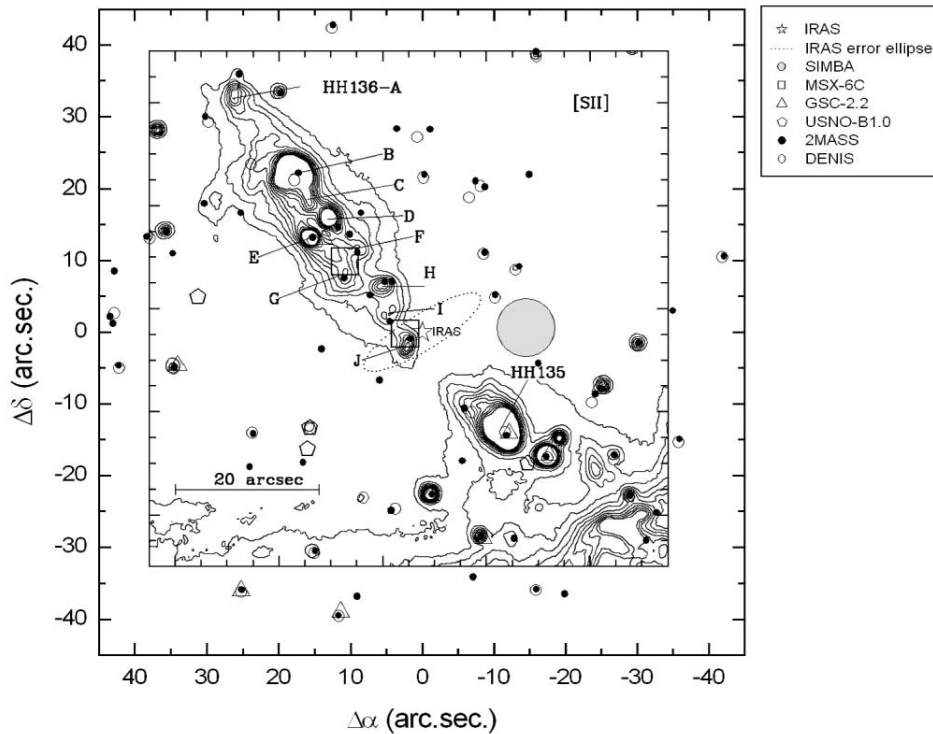 IRAS
IRAS error ellipse
SIMBA
MSX-6C
GSC-2.2
USNO-B1.0
2MASS
DENIS
[SII]
HH136-A
B
C
D
E
F
G
H
I
IRAS
J
HH135
20 arcsec
40
30
20
10
0
-10
-20
-30
-40
Δδ (arc.sec.)
40 30 20 10 0 -10 -20 -30 -40
Δα (arc.sec.)